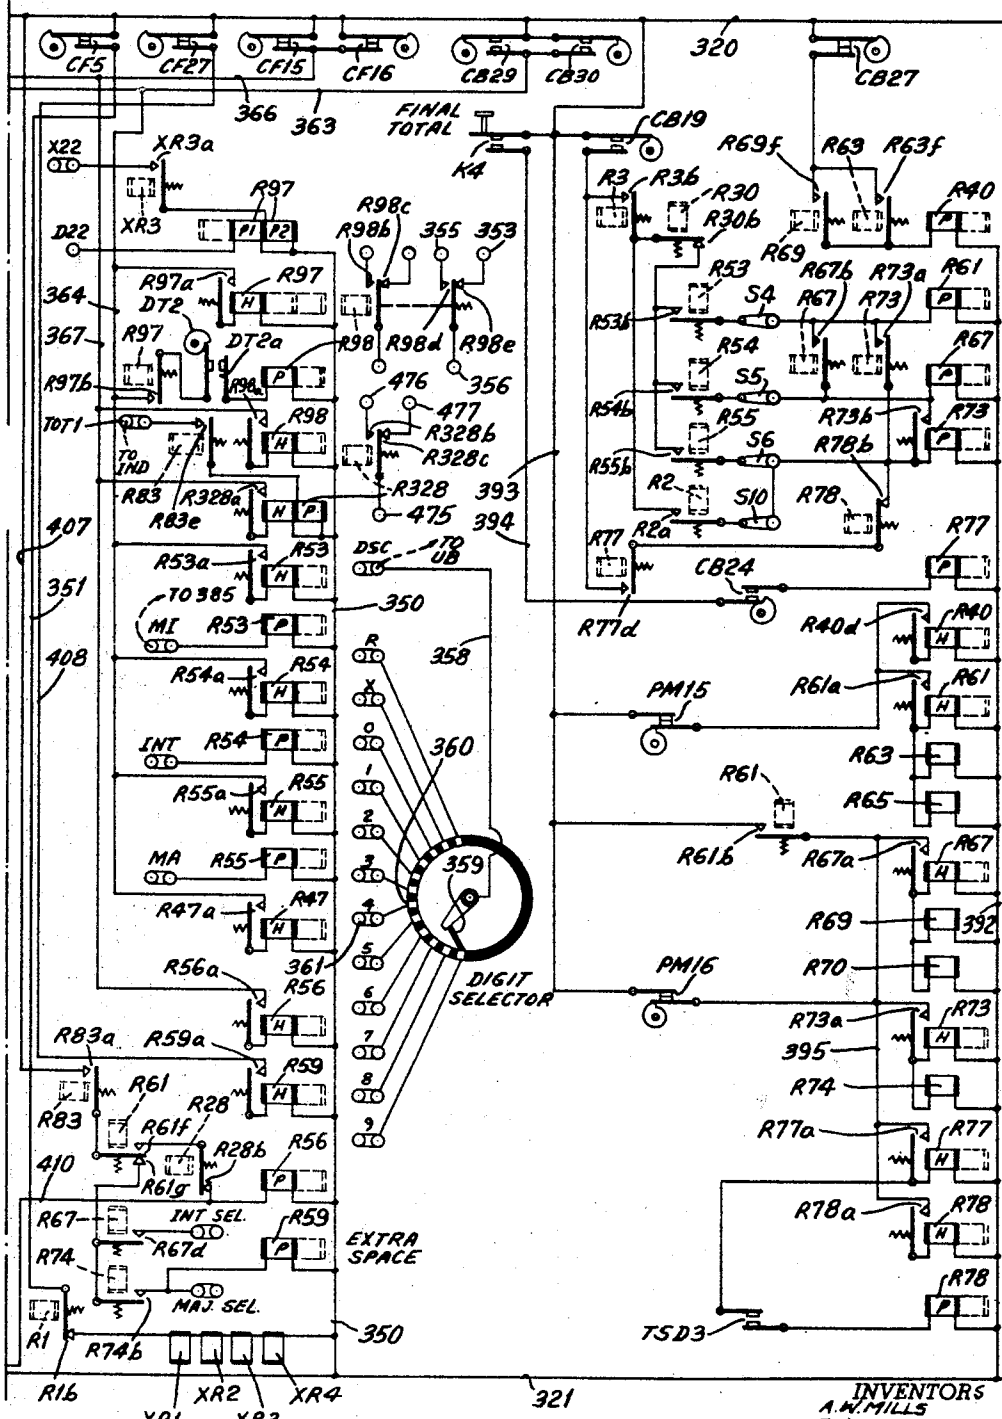 320
CF5 CF27 CF15 CF16 CB29 CB30 CB27
366 363
FINAL TOTAL
K4
CB19
X22
XR3a
XR3
R97
P1 P2
D22
R98c
R98b
355
353
R98d
R98e
356
R3
R3b
R30
R30b
R69f
R63
R63f
R69
R40
P
R97a
R97
H
364
DT2
367
R97
DT2a
R98
P
R97b
R98a
R53
S4
R53b
R67b
R73a
R67
R73
R61
P
R54
S5
R54b
R67
P
476
477
R328b
R328c
R328
475
TOT1
TO IND
R83
R83e
R98
H
R328a
H P
R55
S6
R55b
R73b
R78b
R73
P
393
394
R2
R2a
S10
R78
R77
R77d
CB24
R77
P
407
351
408
R53a
R53
H
TO 385
MI
R53
P
350
DSC
TO UB
358
R54a
R54
H
INT
R54
P
R55a
R55
H
MA
R55
P
R47a
R47
H
R
X
0
1
2
3
4
5
6
7
8
9
360
359
361
DIGIT SELECTOR
R40d
R40
H
PM15
R61a
R61
H
R63
R65
R61
R61b
R67a
R67
H
R69
392
R70
PM16
R73a
R73
H
395
R74
R77a
R77
H
R78a
R78
H
TSD3
R78
P
R56a
R56
H
R59a
R59
H
R83a
R83
R61
R61f
R61g
R28
R28b
R56
P
410
R67
INT SEL.
R67d
R59
P
EXTRA SPACE
R74
MAJ. SEL.
R74b
R1
R1b
350
XR1 XR2 XR3 XR4
321
INVENTORS
A.W.MILLS